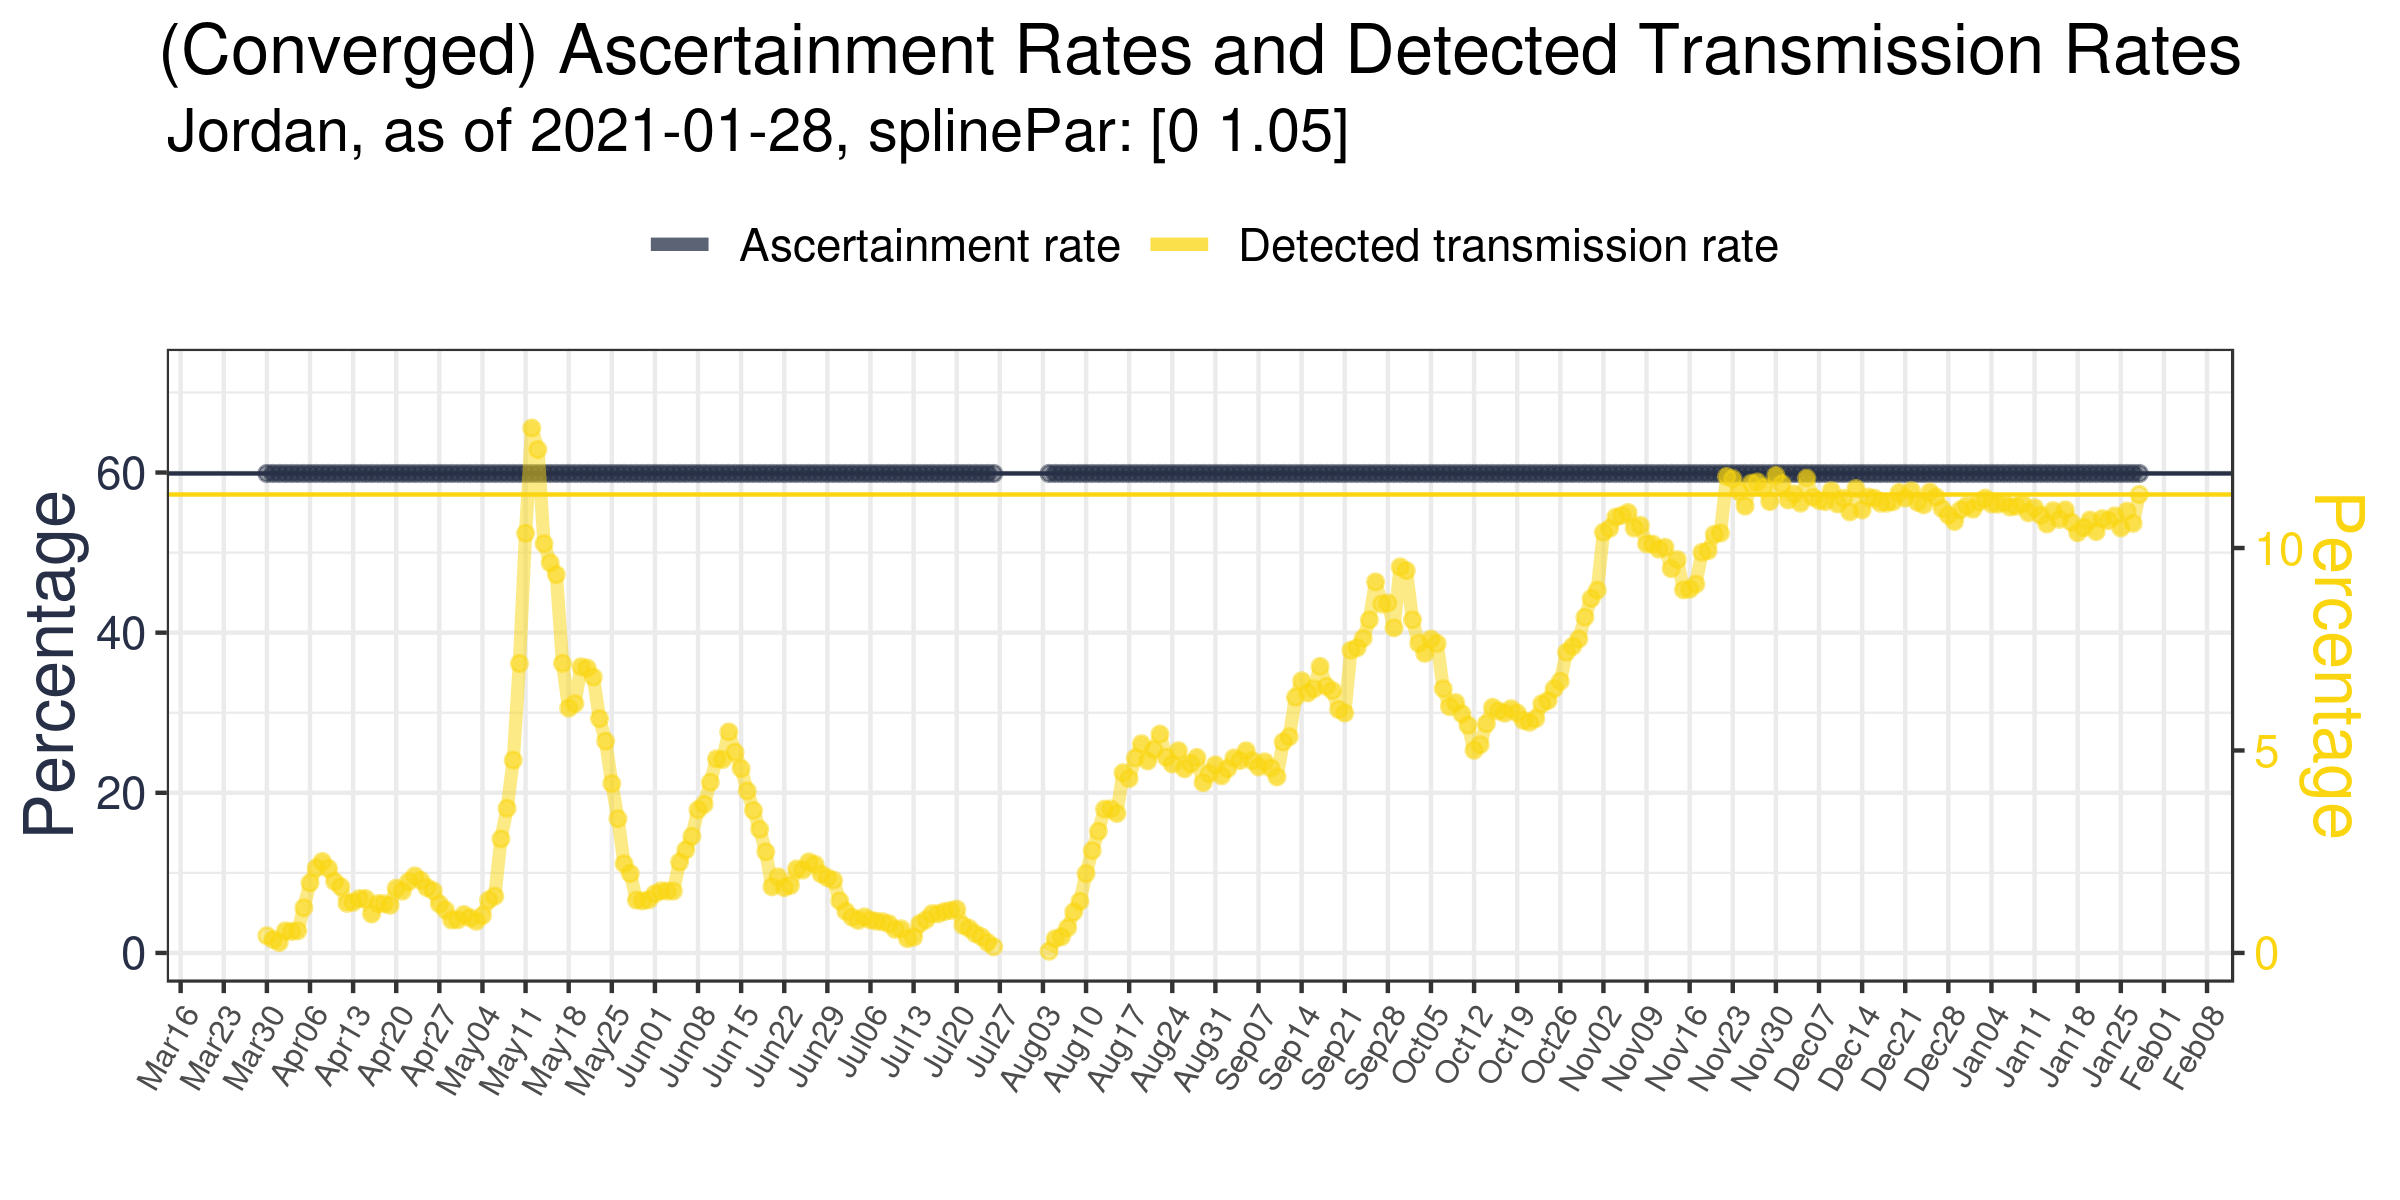 (Converged) Ascertainment Rates and Detected Transmission Rates
Jordan, as of 2021-01-28, splinePar: [0 1.05]
Ascertainment rate Detected transmission rate
Percentage
60
40
20
0
Percentage
10
5
0
Mar16 Mar23 Mar30 Apr06 Apr13 Apr20 Apr27 May04 May11 May18 May25 Jun01 Jun08 Jun15 Jun22 Jun29 Jul06 Jul13 Jul20 Jul27 Aug03 Aug10 Aug17 Aug24 Aug31 Sep07 Sep14 Sep21 Sep28 Oct05 Oct12 Oct19 Oct26 Nov02 Nov09 Nov16 Nov23 Nov30 Dec07 Dec14 Dec21 Dec28 Jan04 Jan11 Jan18 Jan25 Feb01 Feb08